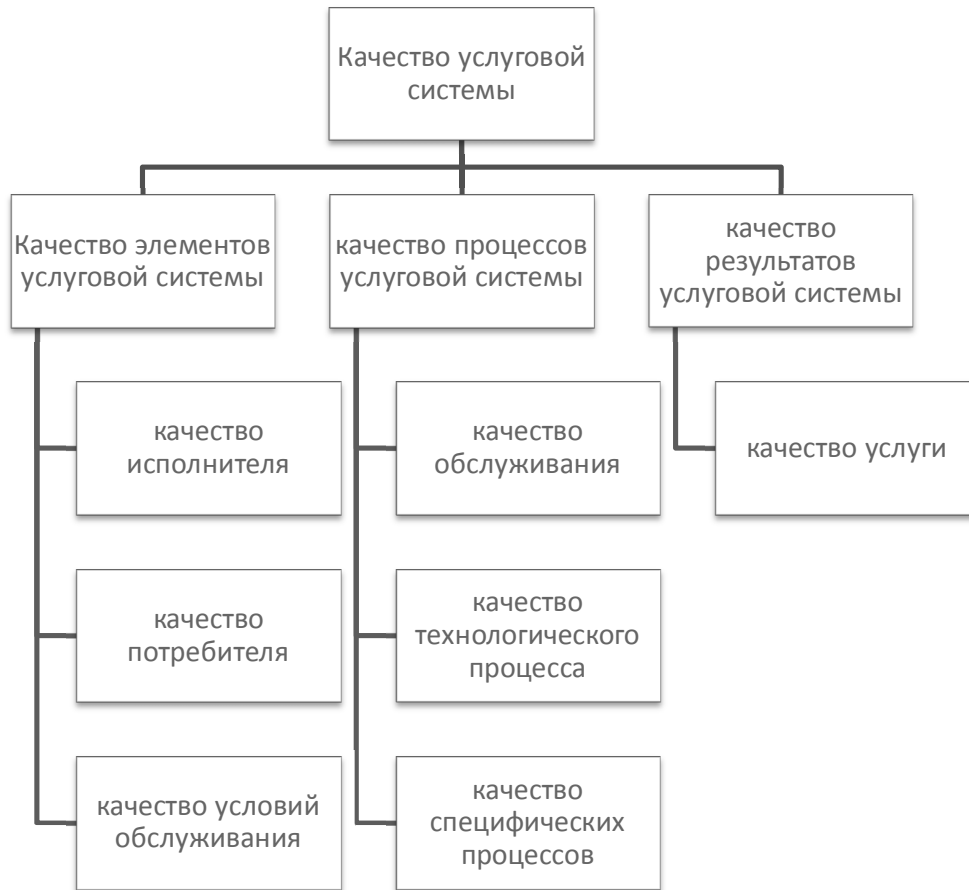 Качество услуговой
системы
Качество элементов
услуговой системы
качество процессов
услуговой системы
качество
результатов
услуговой системы
качество
исполнителя
качество
обслуживания
качество услуги
качество
потребителя
качество
технологического
процесса
качество условий
обслуживания
качество
специфических
процессов